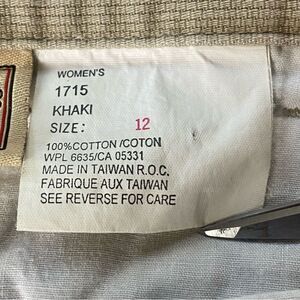 WOMEN'S
1715
KHAKI
SIZE: 12
100%COTTON/COTON
WPL 6635/CA 05331
MADE IN TAIWAN R.O.C.
FABRIQUE AUX TAIWAN
SEE REVERSE FOR CARE